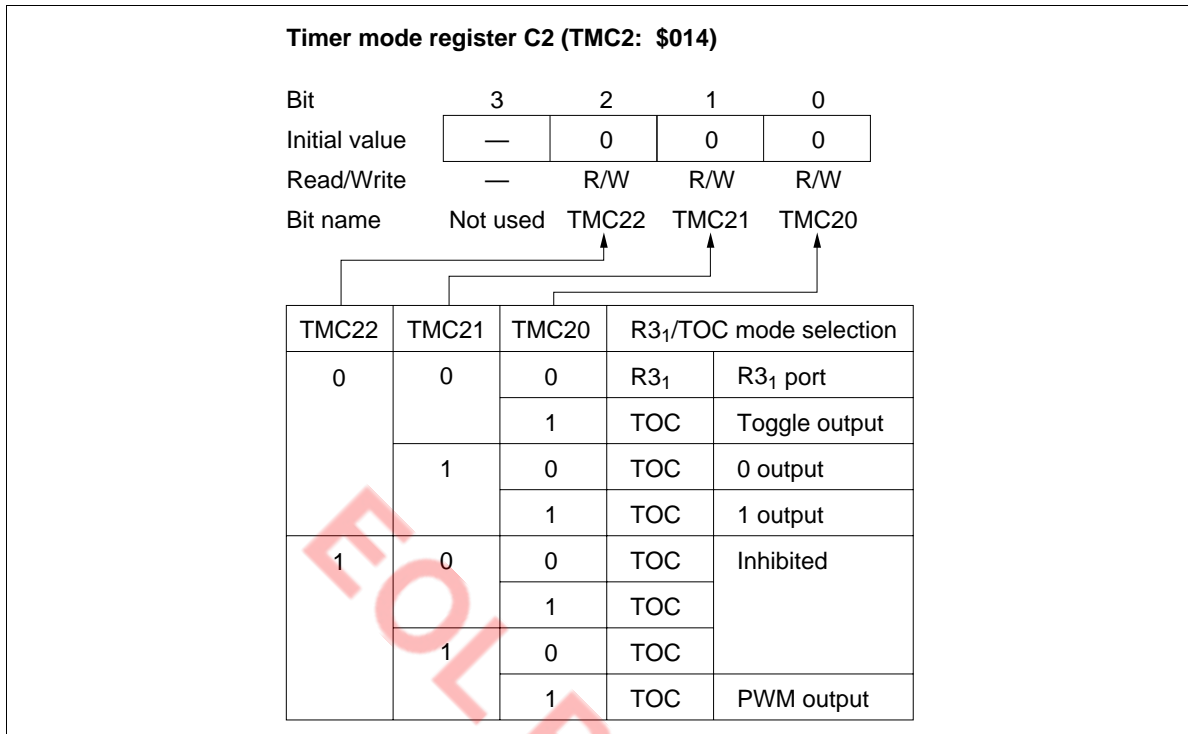 Timer mode register C2 (TMC2: $014)
Bit 3 2 1 0
Initial value — 0 0 0
Read/Write — R/W R/W R/W
Bit name Not used TMC22 TMC21 TMC20
TMC22 TMC21 TMC20 R3₁/TOC mode selection
0 0 0 R3₁ R3₁ port
1 TOC Toggle output
1 0 TOC 0 output
1 TOC 1 output
1 0 0 TOC Inhibited
1 TOC
1 0 TOC
1 TOC PWM output
EOL